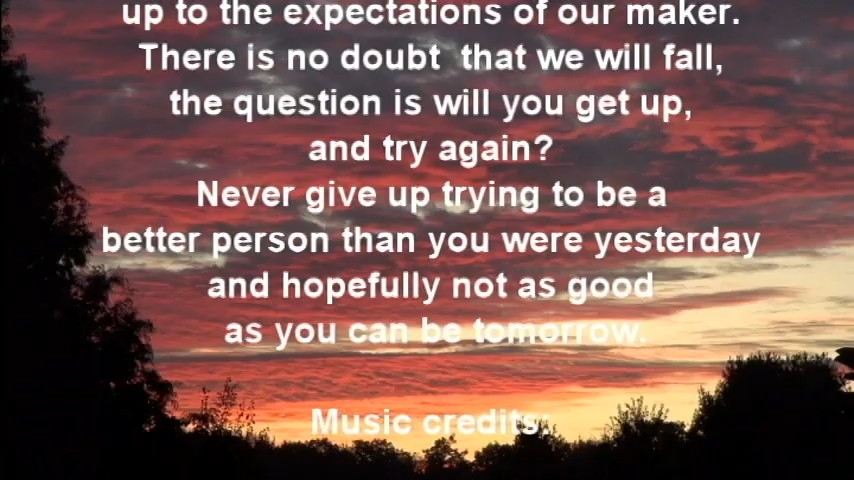 up to the expectations of our maker.
There is no doubt  that we will fall,
the question is will you get up,
and try again?
Never give up trying to be a
better person than you were yesterday
and hopefully not as good
as you can be tomorrow.
Music credits: